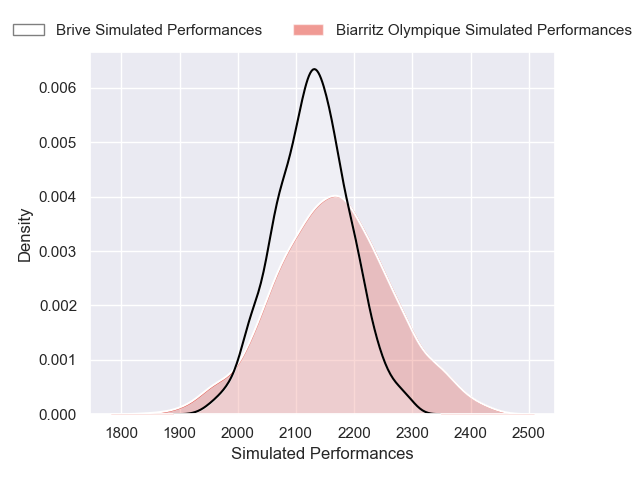 Brive Simulated Performances
Biarritz Olympique Simulated Performances
0.006
0.005
0.004
0.003
0.002
0.001
0.000
Density
1800 1900 2000 2100 2200 2300 2400 2500
Simulated Performances